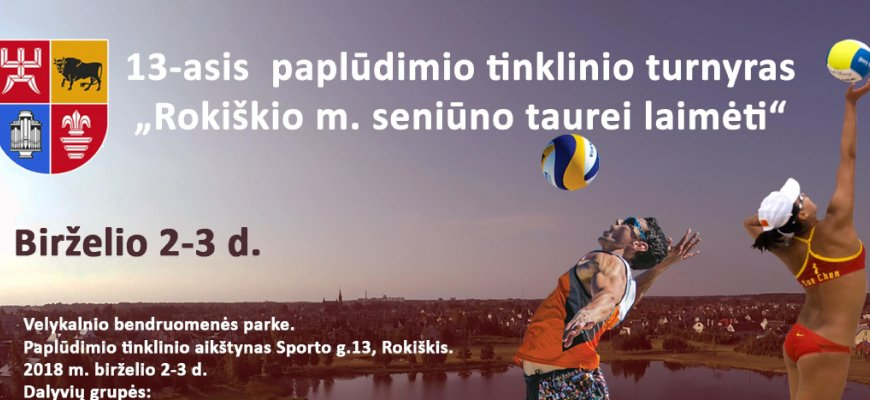 13-asis paplūdimio tinklinio turnyras
„Rokiškio m. seniūno taurei laimėti“
Birželio 2-3 d.
Velykalnio bendruomenės parke.
Paplūdimio tinklinio aikštynas Sporto g.13, Rokiškis.
2018 m. birželio 2-3 d.
Dalyvių grupės: